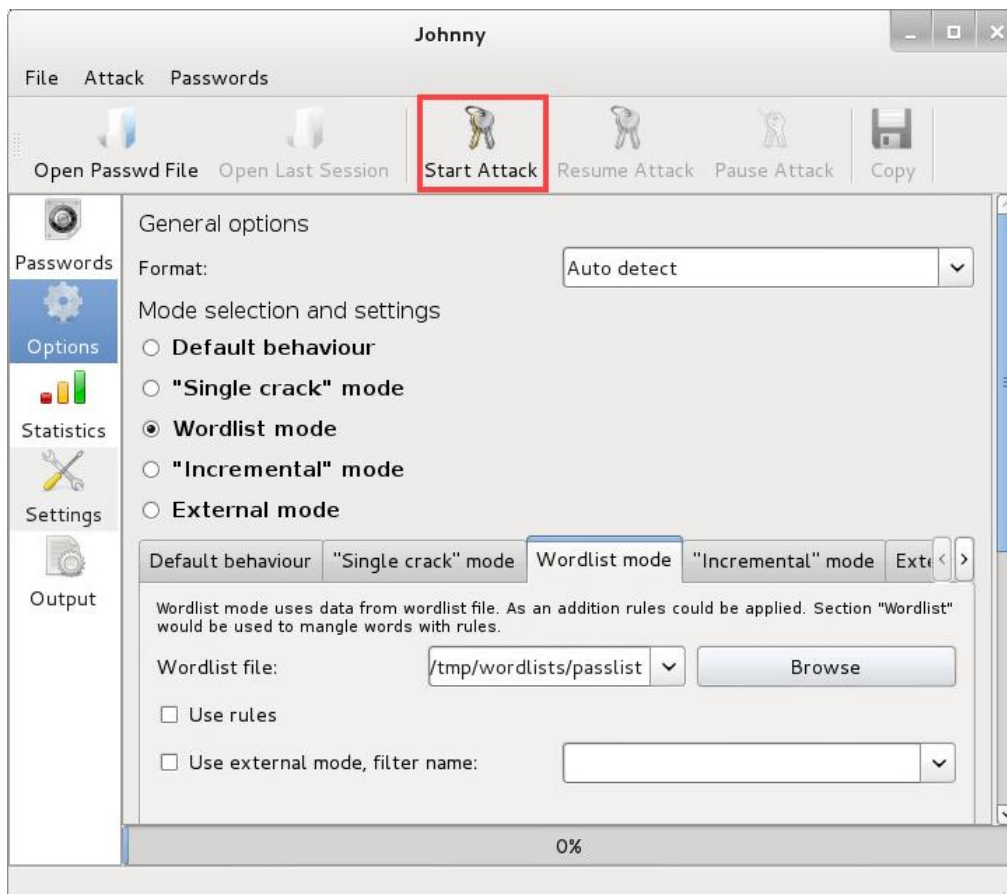 Johnny
File Attack Passwords
Open Passwd File Open Last Session Start Attack Resume Attack Pause Attack Copy
Passwords
Options
Statistics
Settings
Output
General options
Format: Auto detect
Mode selection and settings
Default behaviour
"Single crack" mode
Wordlist mode
"Incremental" mode
External mode
Default behaviour "Single crack" mode Wordlist mode "Incremental" mode Exte
Wordlist mode uses data from wordlist file. As an addition rules could be applied. Section "Wordlist"
would be used to mangle words with rules.
Wordlist file: /tmp/wordlists/passlist Browse
Use rules
Use external mode, filter name:
0%